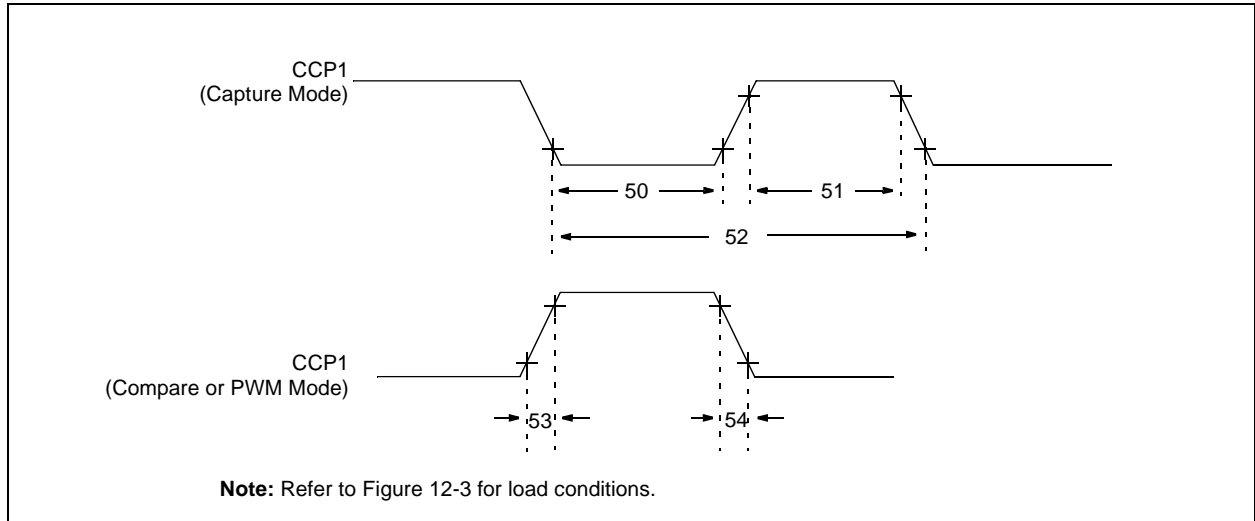 CCP1
(Capture Mode)
50
51
52
CCP1
(Compare or PWM Mode)
53
54
Note: Refer to Figure 12-3 for load conditions.